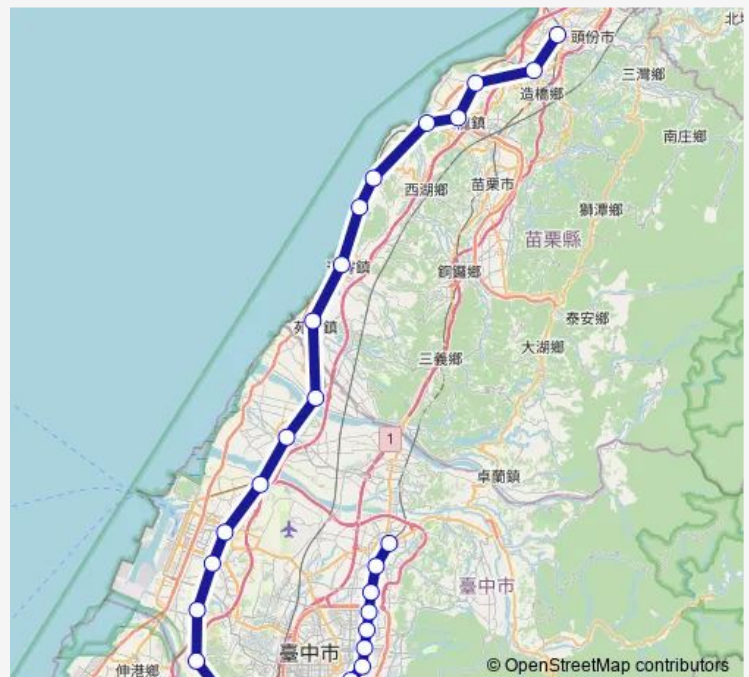 北埔
頭份市
三灣鄉
造橋鄉
鎮
南庄鄉
西湖鄉
苗栗市
獅潭鄉
苗栗縣
鎮
銅鑼鄉
泰安鄉
苑
鎮
大湖鄉
三義鄉
1
卓蘭鎮
臺中市
臺中市
伸港鄉
© OpenStreetMap contributors